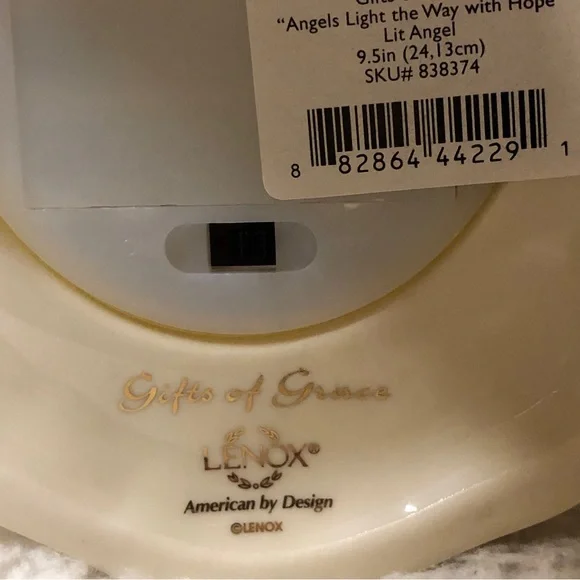 Gifts
"Angels Light the Way with Hope
Lit Angel
9.5in (24,13cm)
SKU# 838374
8 82864 44229 1
Gifts of Grace
LENOX®
American by Design
©LENOX